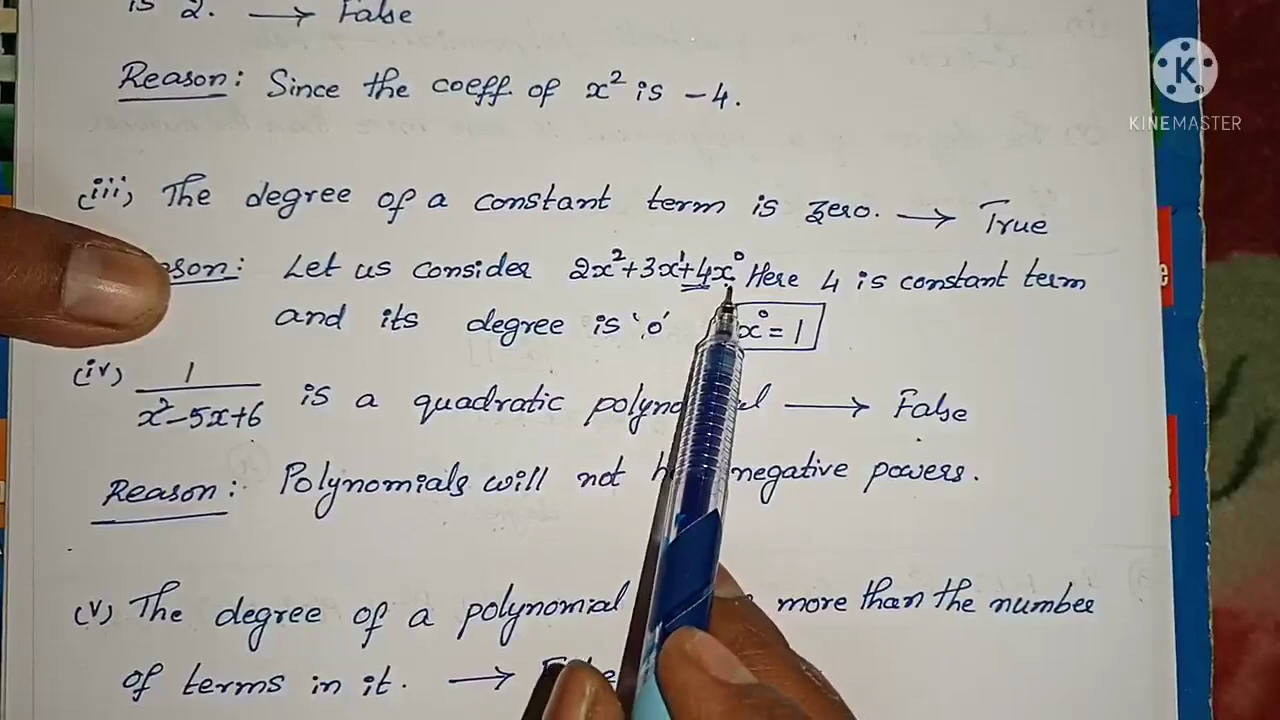 is 2. → False
Reason: Since the coeff. of x² is -4.
K
KINEMASTER
(iii) The degree of a constant term is zero. → True
Let us consider 2x²+3x¹+4x⁰ Here 4 is constant term
and its degree is '0' x⁰ = 1
(iv) 1/(x²-5x+6) is a quadratic → False
Reason: Polynomials will not negative powers.
(v) The degree of a polynomial more than the number
of terms in it. →